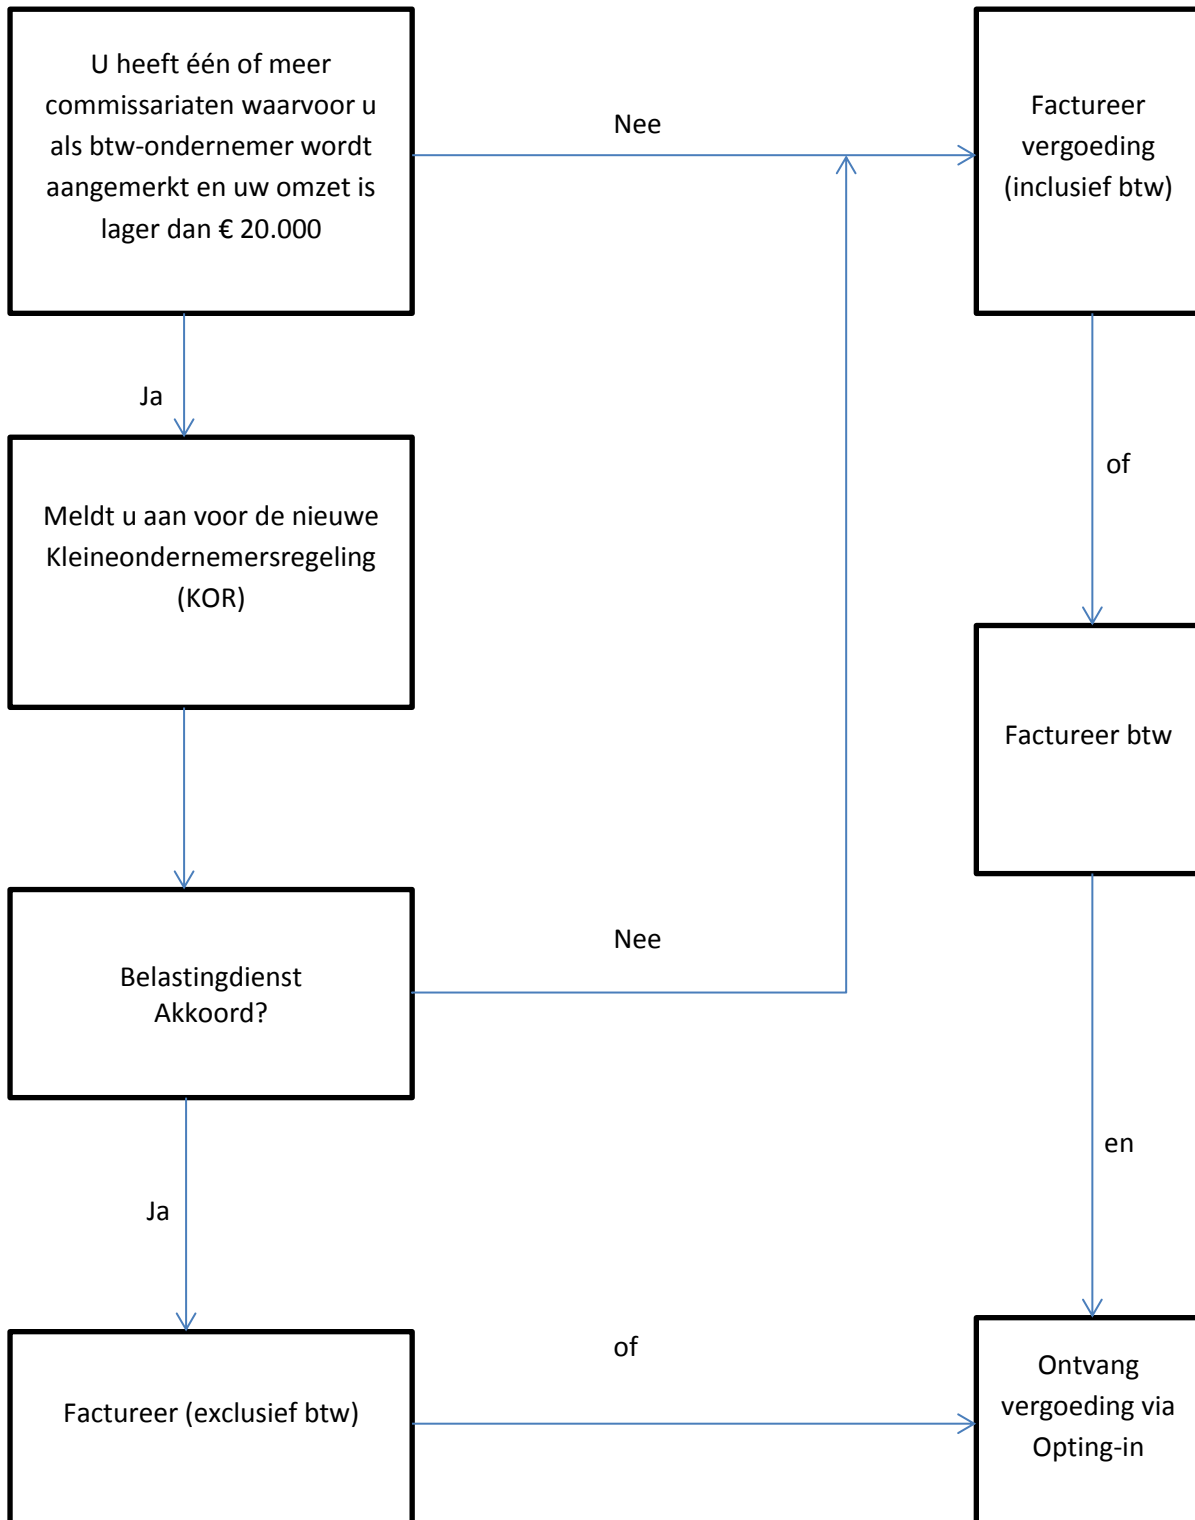 U heeft één of meer
commissariaten waarvoor u
als btw-ondernemer wordt
aangemerkt en uw omzet is
lager dan € 20.000
Nee
Factureer
vergoeding
(inclusief btw)
Ja
of
Meldt u aan voor de nieuwe
Kleineondernemersregeling
(KOR)
Factureer btw
Belastingdienst
Akkoord?
Nee
en
Ja
Factureer (exclusief btw)
of
Ontvang
vergoeding via
Opting-in